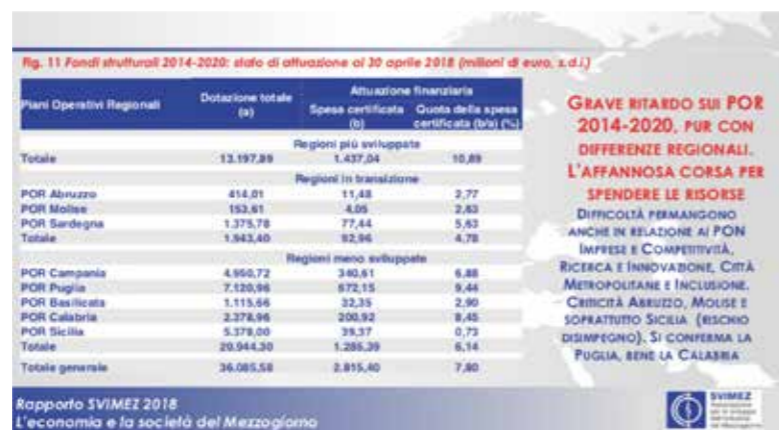 Fig. 11 Fondi strutturali 2014-2020: stato di attuazione al 30 aprile 2018 (milioni di euro, s.d.i.)
Piani Operativi Regionali Dotazione totale (a) Attuazione finanziaria
Spesa certificata (b) Quota della spesa certificata (b/a) (%)
Regioni più sviluppate
Totale 13.197,89 1.437,04 10,89
Regioni in transizione
POR Abruzzo 414,01 11,48 2,77
POR Molise 153,61 4,05 2,63
POR Sardegna 1.375,78 77,44 5,63
Totale 1.943,40 92,96 4,78
Regioni meno sviluppate
POR Campania 4.950,72 340,61 6,88
POR Puglia 7.120,96 672,15 9,44
POR Basilicata 1.115,66 32,35 2,90
POR Calabria 2.378,96 200,92 8,45
POR Sicilia 5.378,00 39,37 0,73
Totale 20.944,30 1.285,39 6,14
Totale generale 36.085,58 2.815,40 7,80
GRAVE RITARDO SUI POR
2014-2020, PUR CON
DIFFERENZE REGIONALI.
L'AFFANNOSA CORSA PER
SPENDERE LE RISORSE
DIFFICOLTÀ PERMANGONO
ANCHE IN RELAZIONE AI PON
IMPRESE E COMPETITIVITÀ,
RICERCA E INNOVAZIONE, CITTÀ
METROPOLITANE E INCLUSIONE.
CRITICITÀ ABRUZZO, MOLISE E
SOPRATTUTTO SICILIA (RISCHIO
DISIMPEGNO). SI CONFERMA LA
PUGLIA, BENE LA CALABRIA
Rapporto SVIMEZ 2018
L'economia e la società del Mezzogiorno
SVIMEZ